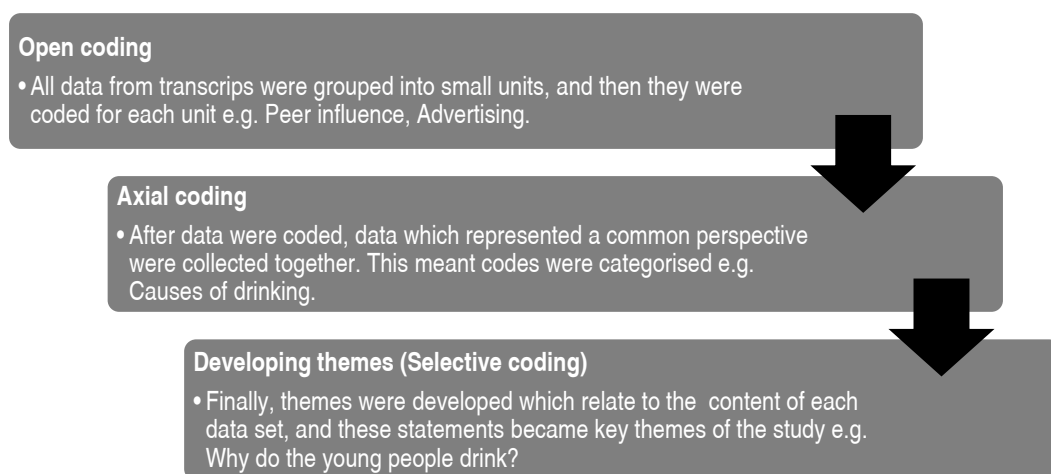 Open coding
• All data from transcrips were grouped into small units, and then they were
coded for each unit e.g. Peer influence, Advertising.
Axial coding
• After data were coded, data which represented a common perspective
were collected together. This meant codes were categorised e.g.
Causes of drinking.
Developing themes (Selective coding)
• Finally, themes were developed which relate to the content of each
data set, and these statements became key themes of the study e.g.
Why do the young people drink?